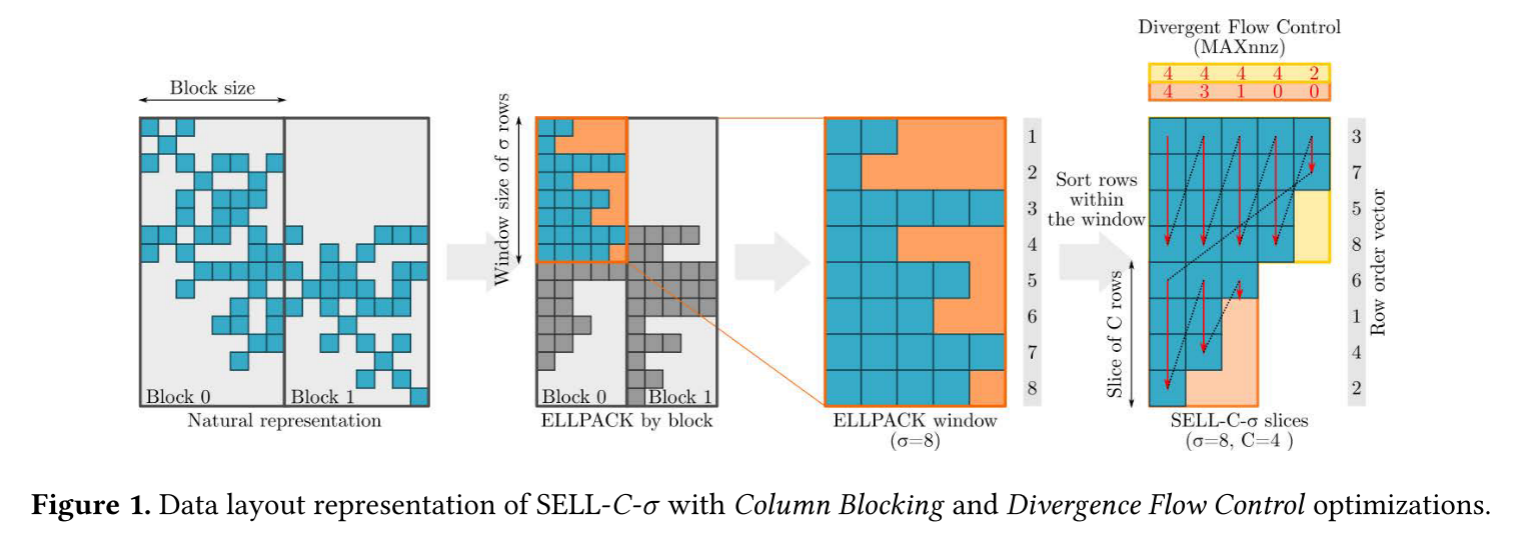 Divergent Flow Control
(MAXnnz)
4 4 4 4 2
4 3 1 0 0
Block size
Window size of σ rows
1
2
3
4
5
6
7
8
Sort rows
within
the window
Slice of C rows
3
7
5
8
6
1
4
2
Row order vector
Block 0
Block 1
Block 0
Block 1
Natural representation
ELLPACK by block
ELLPACK window
(σ=8)
SELL-C-σ slices
(σ=8, C=4 )
Figure 1. Data layout representation of SELL-C-σ with Column Blocking and Divergence Flow Control optimizations.